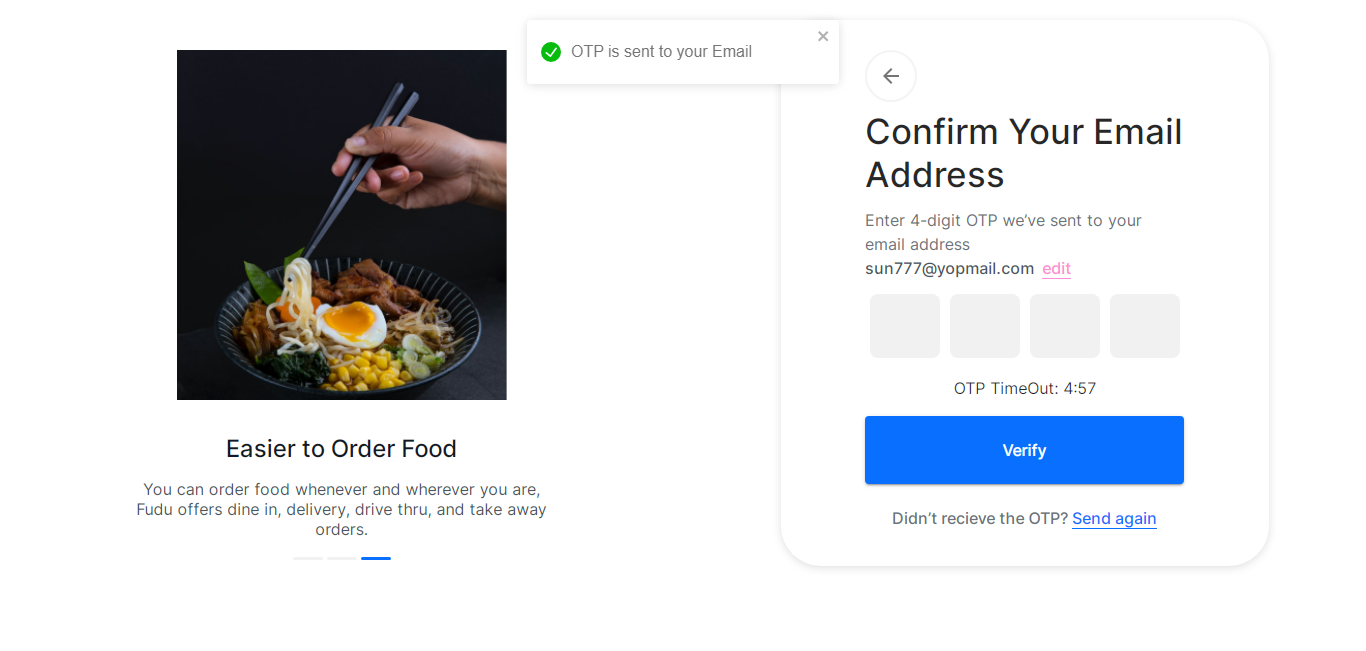 OTP is sent to your Email
Confirm Your Email
Address
Enter 4-digit OTP we’ve sent to your
email address
sun777@yopmail.com edit
OTP TimeOut: 4:57
Verify
Didn’t recieve the OTP? Send again
Easier to Order Food
You can order food whenever and wherever you are,
Fudu offers dine in, delivery, drive thru, and take away
orders.